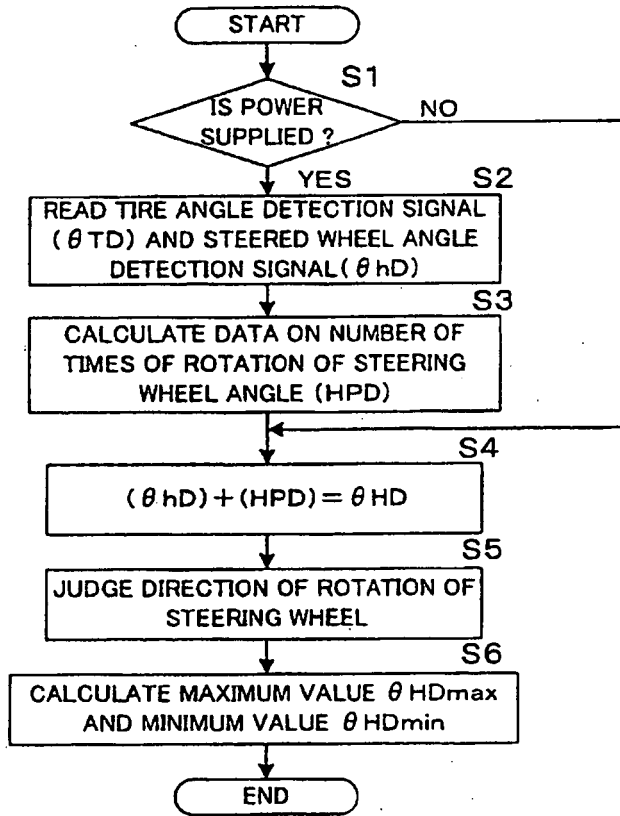 START
S1
IS POWER
SUPPLIED ?
NO
YES
S2
READ TIRE ANGLE DETECTION SIGNAL
(θTD) AND STEERED WHEEL ANGLE
DETECTION SIGNAL(θhD)
S3
CALCULATE DATA ON NUMBER OF
TIMES OF ROTATION OF STEERING
WHEEL ANGLE (HPD)
S4
(θhD)+(HPD)=θHD
S5
JUDGE DIRECTION OF ROTATION OF
STEERING WHEEL
S6
CALCULATE MAXIMUM VALUE θHDmax
AND MINIMUM VALUE θHDmin
END